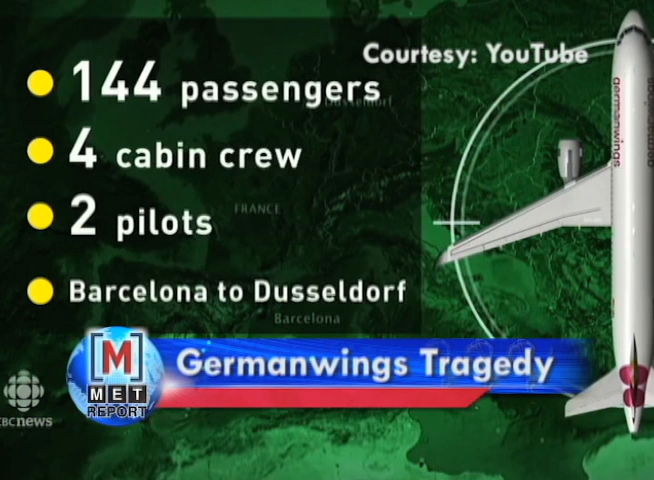 Courtesy: YouTube
144 passengers
Dusseldorf
4 cabin crew
2 pilots
FRANCE
Barcelona to Dusseldorf
Barcelona
Germanwings Tragedy
[M]
MET
REPORT
CBCnews
germanwings